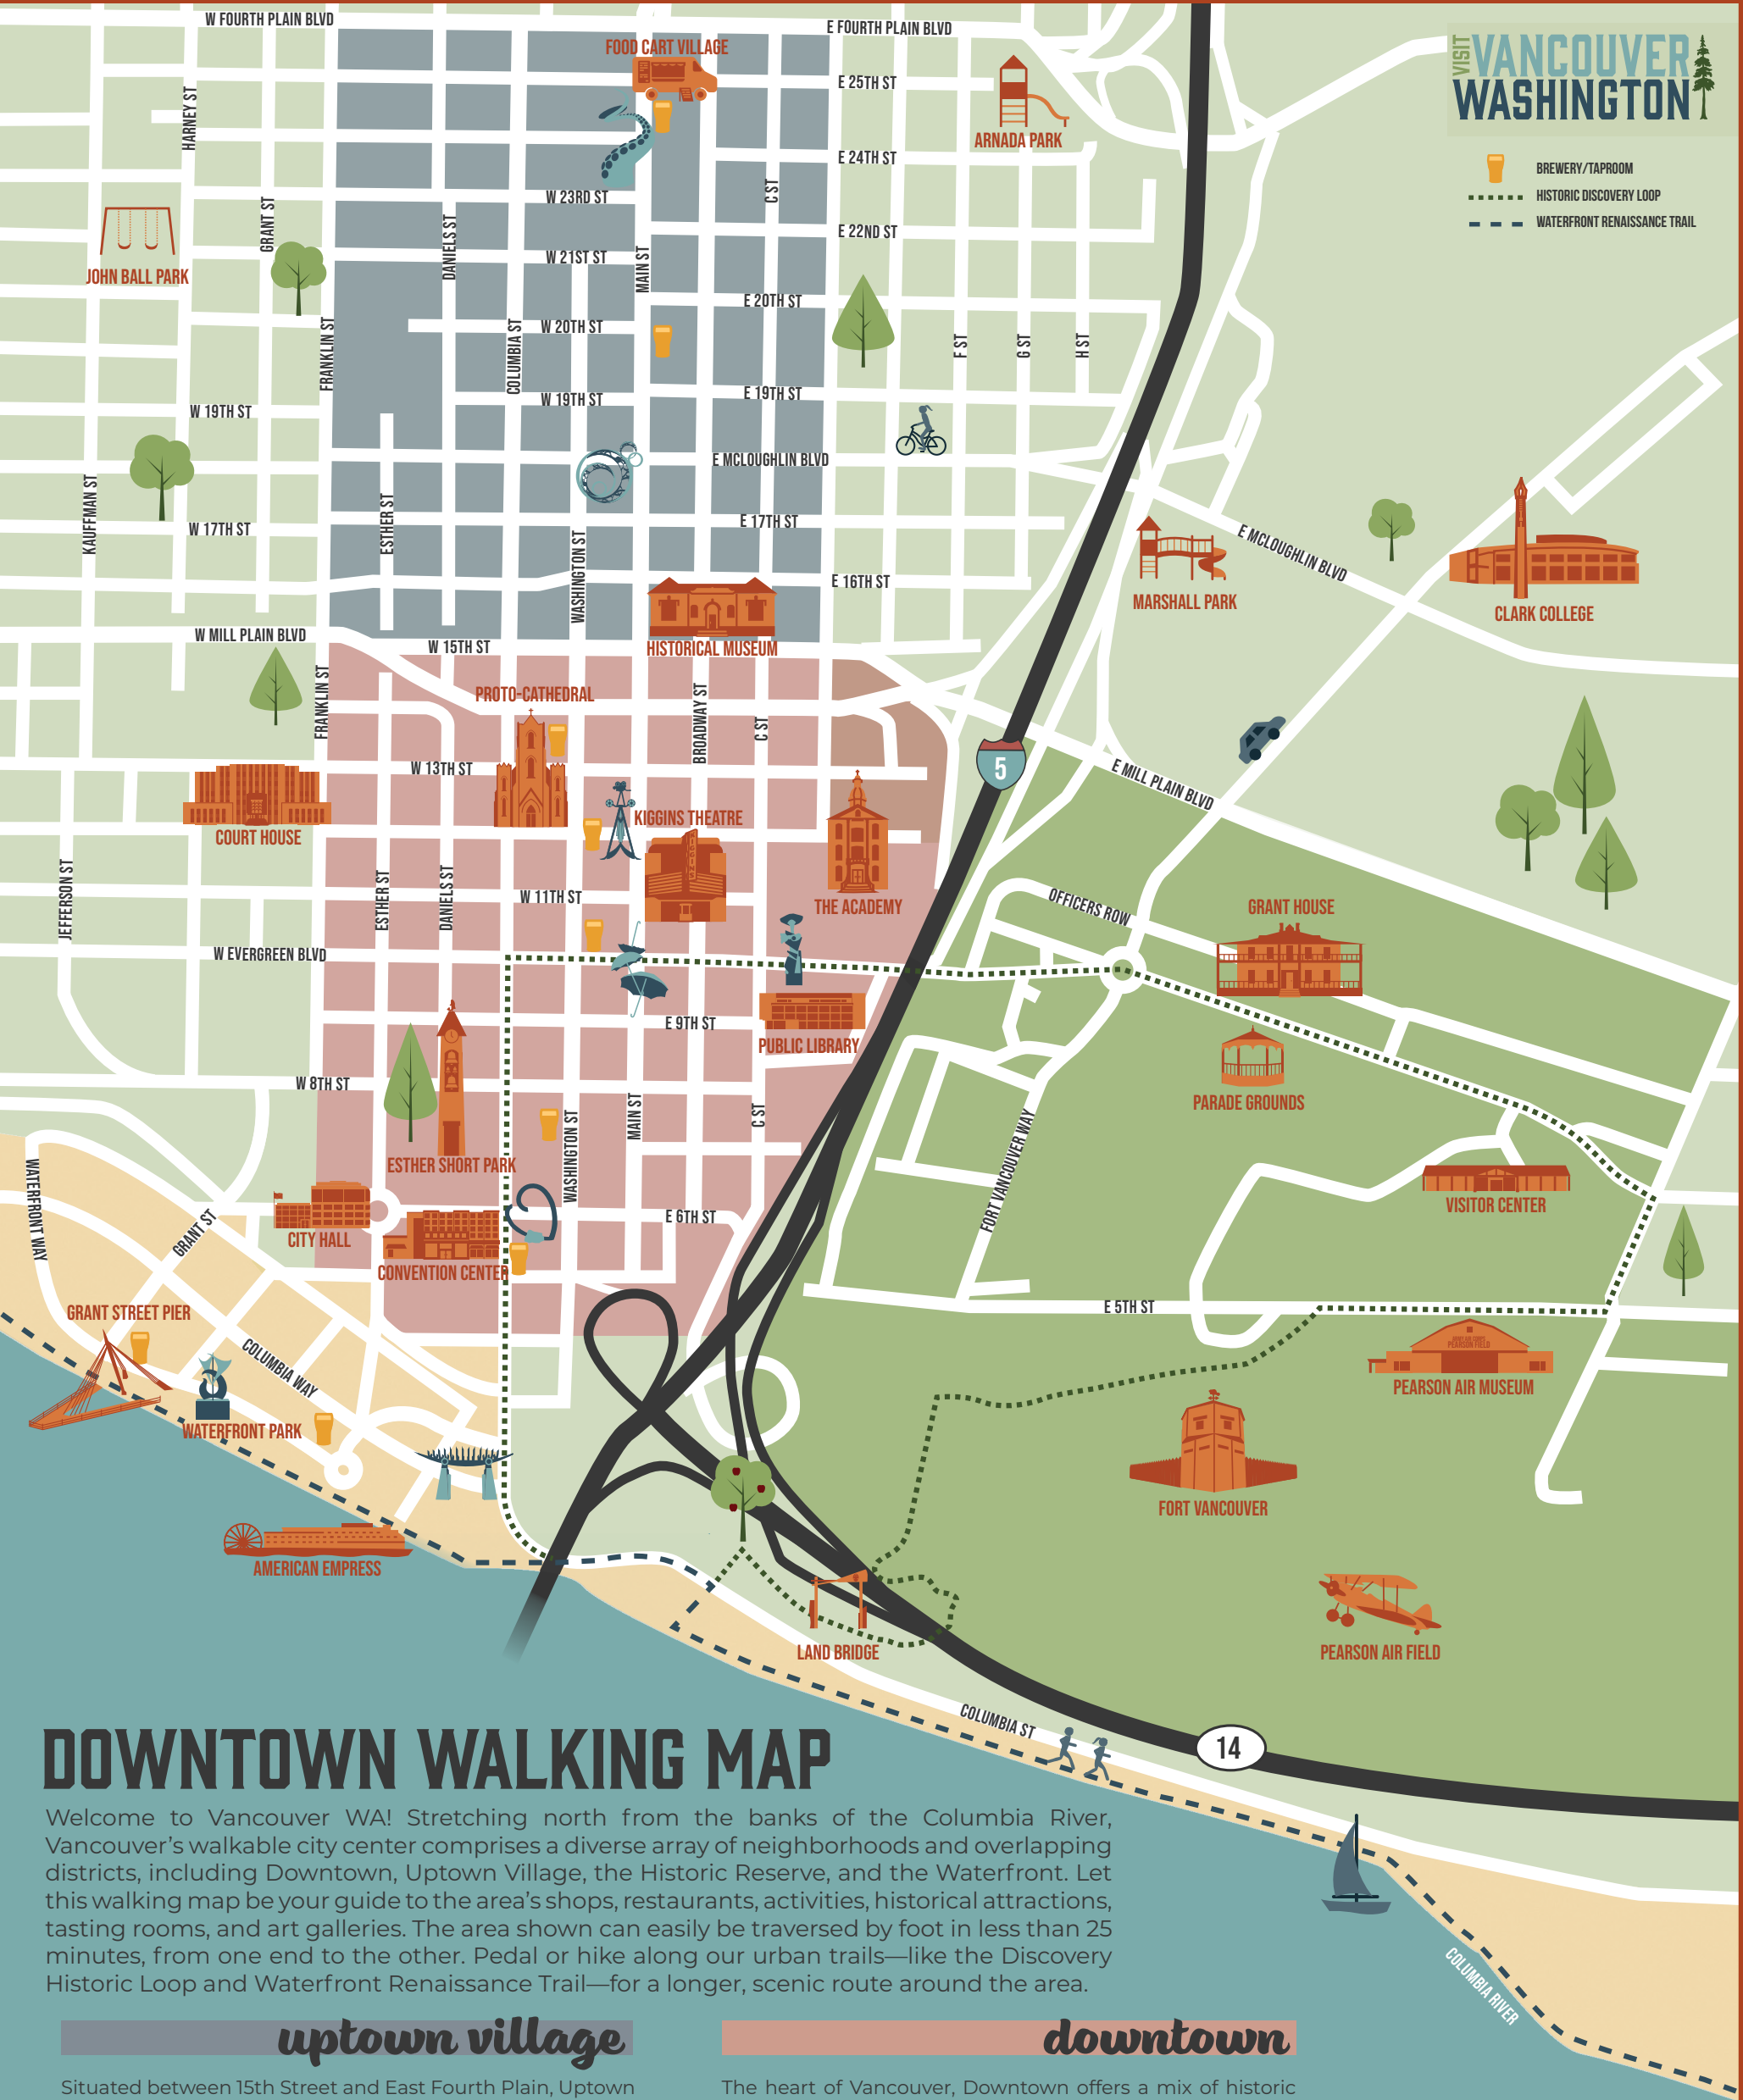 W FOURTH PLAIN BLVD
E FOURTH PLAIN BLVD
VISIT
VANCOUVER
WASHINGTON
FOOD CART VILLAGE
E 25TH ST
HARNEY ST
ARNADA PARK
E 24TH ST
BREWERY/TAPROOM
HISTORIC DISCOVERY LOOP
WATERFRONT RENAISSANCE TRAIL
W 23RD ST
C ST
GRANT ST
DANIELS ST
E 22ND ST
JOHN BALL PARK
W 21ST ST
MAIN ST
E 20TH ST
W 20TH ST
FRANKLIN ST
COLUMBIA ST
F ST
G ST
H ST
W 19TH ST
W 19TH ST
E 19TH ST
E MCLOUGHLIN BLVD
KAUFFMAN ST
W 17TH ST
ESTHER ST
E 17TH ST
E MCLOUGHLIN BLVD
WASHINGTON ST
E 16TH ST
MARSHALL PARK
CLARK COLLEGE
W MILL PLAIN BLVD
W 15TH ST
HISTORICAL MUSEUM
FRANKLIN ST
PROTO-CATHEDRAL
BROADWAY ST
C ST
W 13TH ST
5
E MILL PLAIN BLVD
COURT HOUSE
KIGGINS THEATRE
JEFFERSON ST
ESTHER ST
DANIELS ST
W 11TH ST
THE ACADEMY
OFFICERS ROW
GRANT HOUSE
W EVERGREEN BLVD
E 9TH ST
PUBLIC LIBRARY
W 8TH ST
PARADE GROUNDS
MAIN ST
C ST
WASHINGTON ST
FORT VANCOUVER WAY
ESTHER SHORT PARK
WATERFRONT WAY
VISITOR CENTER
GRANT ST
CITY HALL
E 6TH ST
CONVENTION CENTER
GRANT STREET PIER
E 5TH ST
COLUMBIA WAY
PEARSON FIELD
PEARSON AIR MUSEUM
WATERFRONT PARK
FORT VANCOUVER
AMERICAN EMPRESS
LAND BRIDGE
PEARSON AIR FIELD
COLUMBIA ST
14
COLUMBIA RIVER
DOWNTOWN WALKING MAP
Welcome to Vancouver WA! Stretching north from the banks of the Columbia River,
Vancouver's walkable city center comprises a diverse array of neighborhoods and overlapping
districts, including Downtown, Uptown Village, the Historic Reserve, and the Waterfront. Let
this walking map be your guide to the area's shops, restaurants, activities, historical attractions,
tasting rooms, and art galleries. The area shown can easily be traversed by foot in less than 25
minutes, from one end to the other. Pedal or hike along our urban trails—like the Discovery
Historic Loop and Waterfront Renaissance Trail—for a longer, scenic route around the area.
uptown village
Situated between 15th Street and East Fourth Plain, Uptown
downtown
The heart of Vancouver, Downtown offers a mix of historic